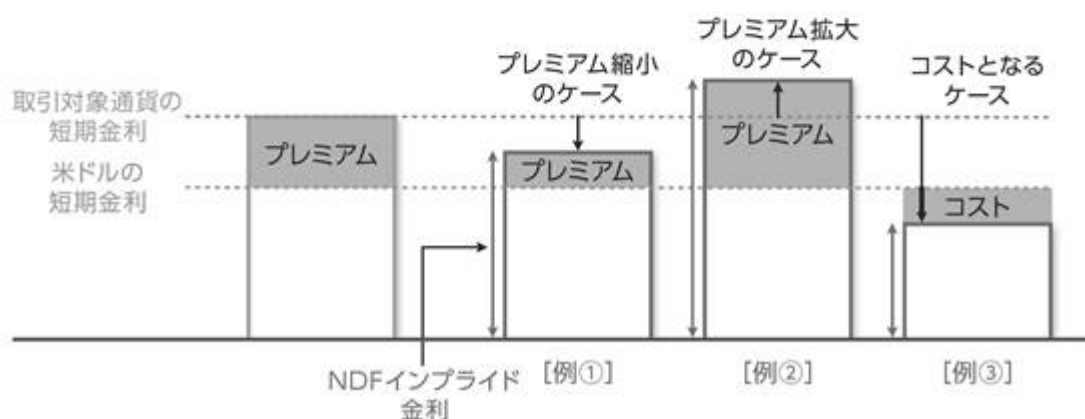 プレミアム縮小
のケース
プレミアム拡大
のケース
コストとなる
ケース
取引対象通貨の
短期金利
米ドルの
短期金利
プレミアム
プレミアム
プレミアム
コスト
NDFインプライド
金利
［例①］
［例②］
［例③］